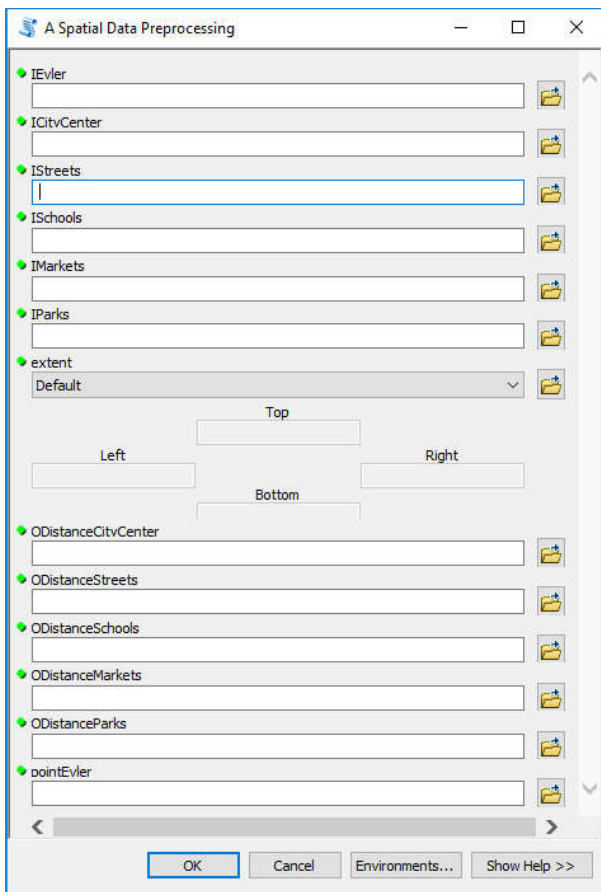 A Spatial Data Preprocessing
IEvler
ICityCenter
IStreets
ISchools
IMarkets
IParks
extent
Default
Top
Left Right
Bottom
ODistanceCityCenter
ODistanceStreets
ODistanceSchools
ODistanceMarkets
ODistanceParks
pointEvler
OK Cancel Environments... Show Help >>